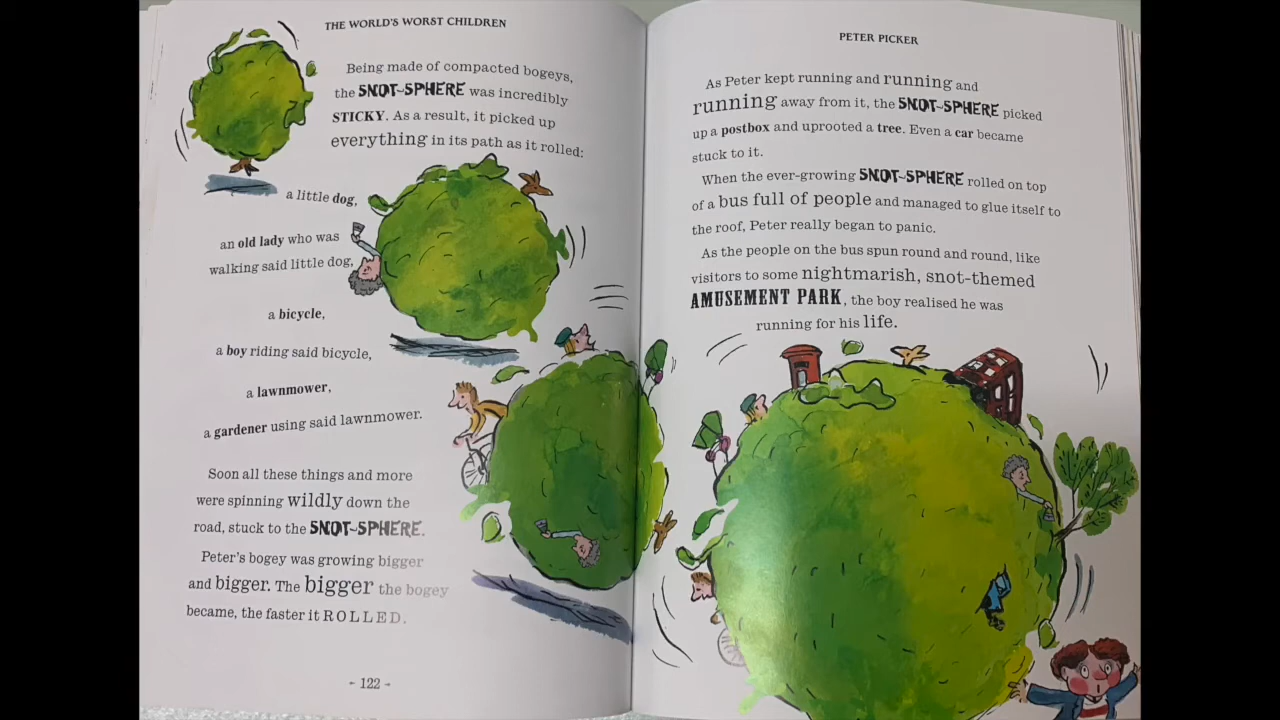 THE WORLD'S WORST CHILDREN
Being made of compacted bogeys,
the SNOT-SPHERE was incredibly
STICKY. As a result, it picked up
everything in its path as it rolled:
a little dog,
an old lady who was
walking said little dog,
a bicycle,
a boy riding said bicycle,
a lawnmower,
a gardener using said lawnmower.
Soon all these things and more
were spinning wildly down the
road, stuck to the SNOT-SPHERE.
Peter's bogey was growing bigger
and bigger. The bigger the bogey
became, the faster it ROLLED.
- 122 -
PETER PICKER
As Peter kept running and running and
running away from it, the SNOT-SPHERE picked
up a postbox and uprooted a tree. Even a car became
stuck to it.
When the ever-growing SNOT-SPHERE rolled on top
of a bus full of people and managed to glue itself to
the roof, Peter really began to panic.
As the people on the bus spun round and round, like
visitors to some nightmarish, snot-themed
AMUSEMENT PARK, the boy realised he was
running for his life.